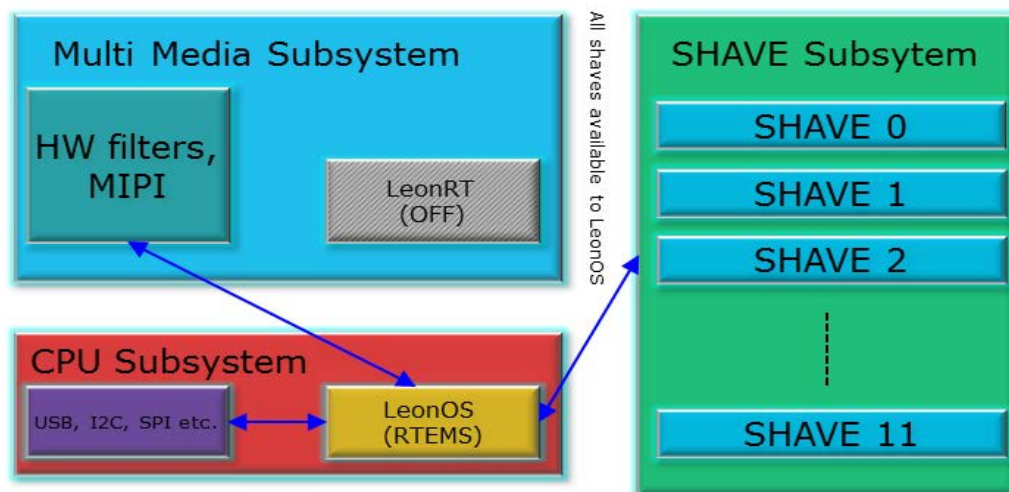 Multi Media Subsystem
HW filters,
MIPI
LeonRT
(OFF)
All shaves available to LeonOS
CPU Subsystem
USB, I2C, SPI etc.
LeonOS
(RTEMS)
SHAVE Subsytem
SHAVE 0
SHAVE 1
SHAVE 2
SHAVE 11